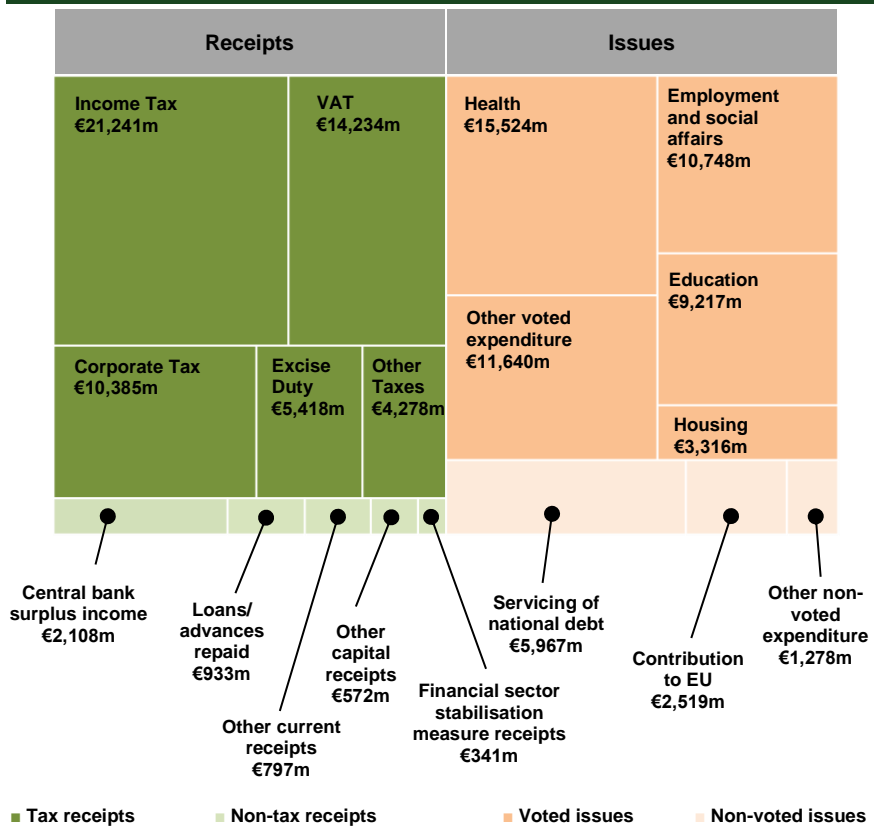 Receipts
Issues
Income Tax
€21,241m
VAT
€14,234m
Health
€15,524m
Employment
and social
affairs
€10,748m
Education
€9,217m
Other voted
expenditure
€11,640m
Corporate Tax
€10,385m
Excise
Duty
€5,418m
Other
Taxes
€4,278m
Housing
€3,316m
Central bank
surplus income
€2,108m
Loans/
advances
repaid
€933m
Other current
receipts
€797m
Other
capital
receipts
€572m
Financial sector
stabilisation
measure receipts
€341m
Servicing of
national debt
€5,967m
Contribution
to EU
€2,519m
Other non-
voted
expenditure
€1,278m
Tax receipts
Non-tax receipts
Voted issues
Non-voted issues